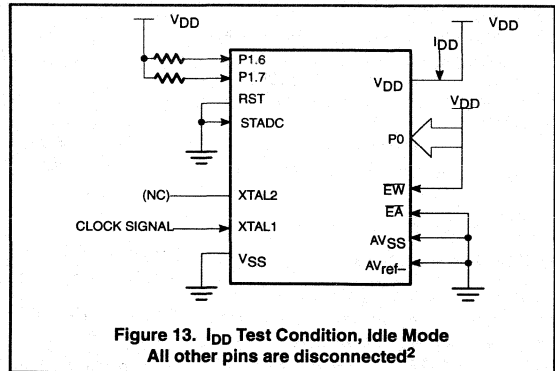 VDD
VDD
IDD
P1.6
P1.7
VDD
RST
VDD
STADC
P0
(NC)
XTAL2
EW
EA
CLOCK SIGNAL
XTAL1
AVSS
VSS
AVref–
Figure 13. IDD Test Condition, Idle Mode
All other pins are disconnected2